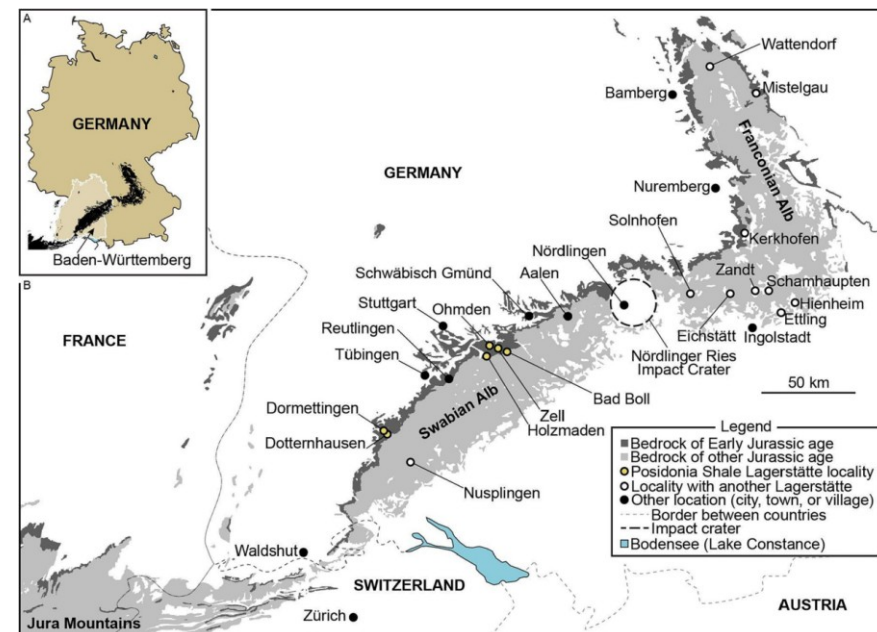 A
GERMANY
Baden-Württemberg
B
GERMANY
FRANCE
SWITZERLAND
AUSTRIA
Wattendorf
Bamberg
Mistelgau
Franconian Alb
Nuremberg
Solnhofen
Kerkhofen
Nördlingen
Zandt
Schamhaupten
Schwäbisch Gmünd
Aalen
Stuttgart
Ohmden
Hienheim
Ettling
Reutlingen
Eichstätt
Ingolstadt
Tübingen
Nördlinger Ries
Impact Crater
50 km
Bad Boll
Dormettingen
Swabian Alb
Zell
Holzmaden
Dotternhausen
Nusplingen
Waldshut
Zürich
Jura Mountains
Legend
Bedrock of Early Jurassic age
Bedrock of other Jurassic age
Posidonia Shale Lagerstätte locality
Locality with another Lagerstätte
Other location (city, town, or village)
Border between countries
Impact crater
Bodensee (Lake Constance)